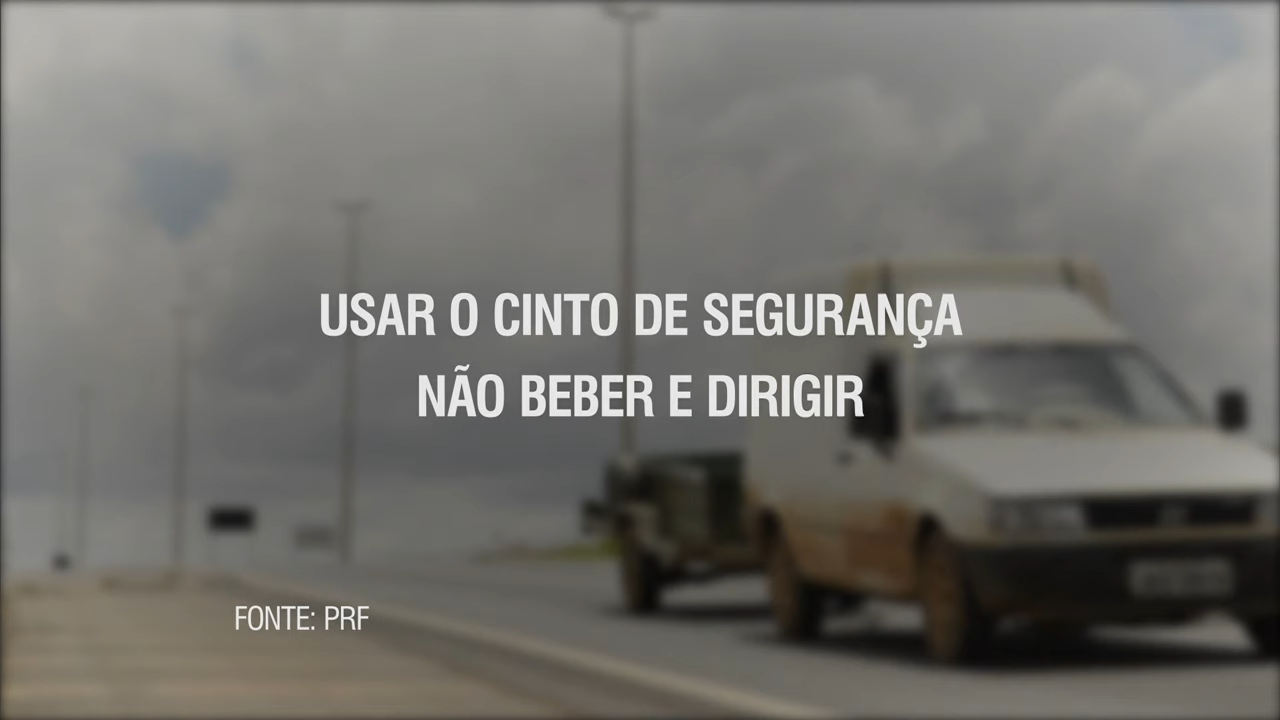 USAR O CINTO DE SEGURANÇA
NÃO BEBER E DIRIGIR
FONTE: PRF